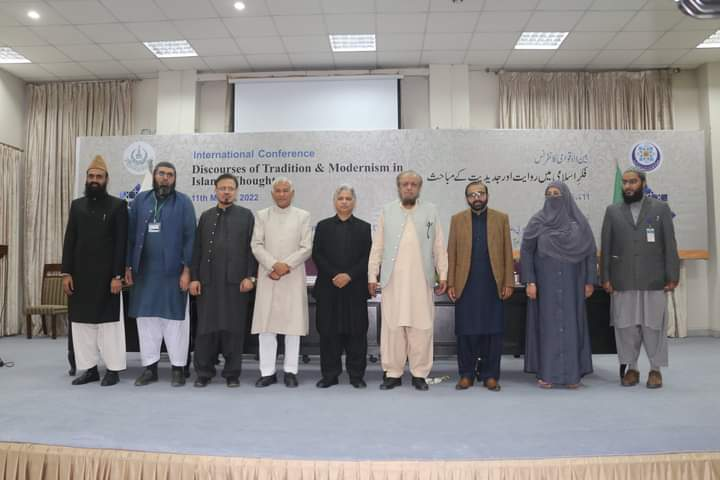 International Conference
Discourses of Tradition & Modernism in
Islam Thought
11th M 2022
بین الاقوامی کانفرنس
فکر اسلامی میں روایت اور جدیدیت کے مباحث